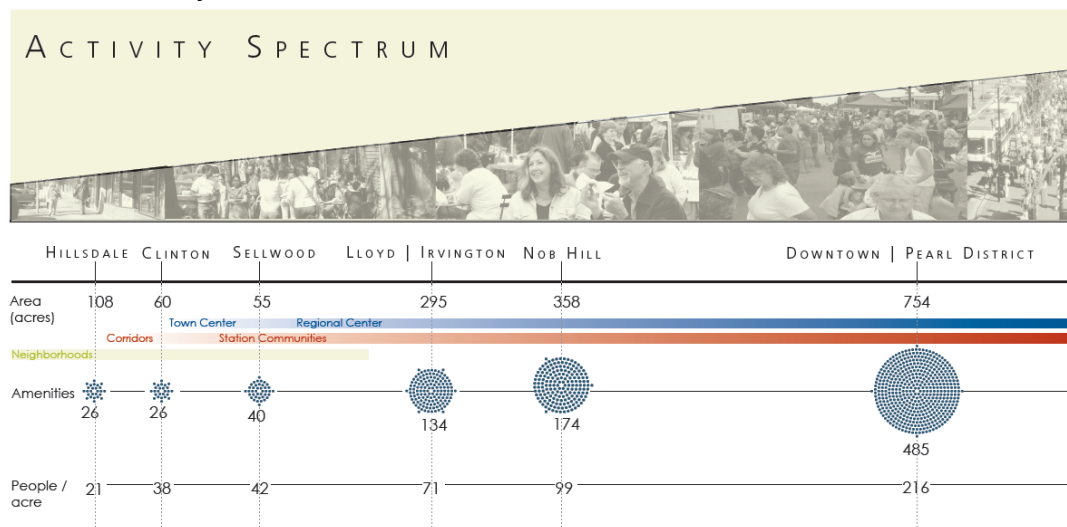 ACTIVITY SPECTRUM
HILLSDALE CLINTON SELLWOOD LLOYD | IRVINGTON NOB HILL DOWNTOWN | PEARL DISTRICT
Area 108 60 55 295 358 754
(acres)
Town Center Regional Center
Corridors Station Communities
Neighborhoods
Amenities
26 26 40 134 174 485
People / 21 38 42 71 99 216
acre